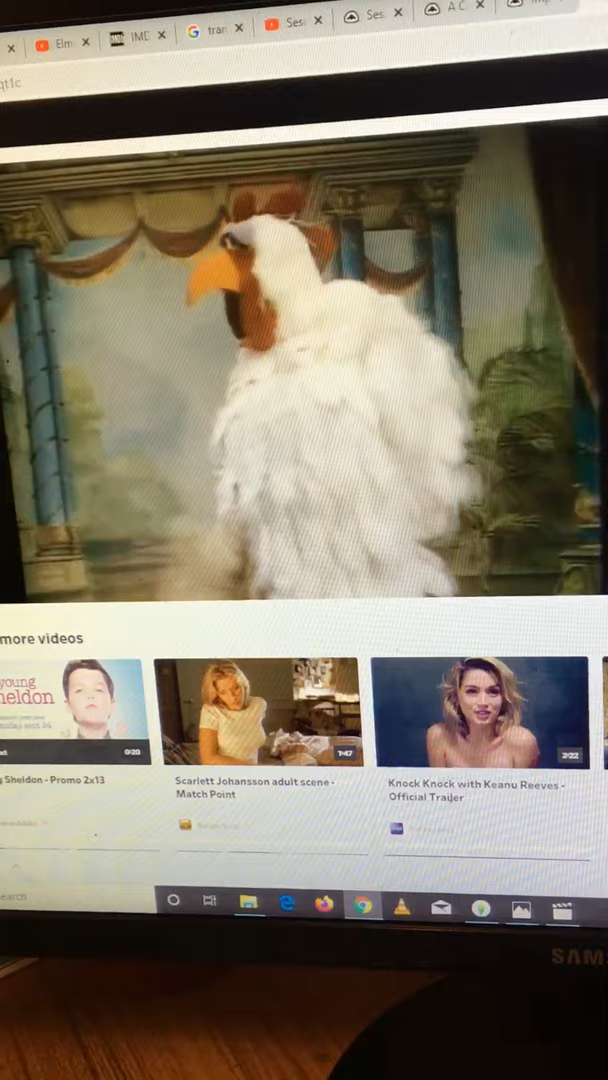 Elm
IMD
tran
Ses
Ses
A C
qt1c
more videos
young
heldon
0:20
1:47
2:22
g Sheldon - Promo 2x13
Scarlett Johansson adult scene -
Match Point
Knock Knock with Keanu Reeves -
Official Trailer
earch
SAM